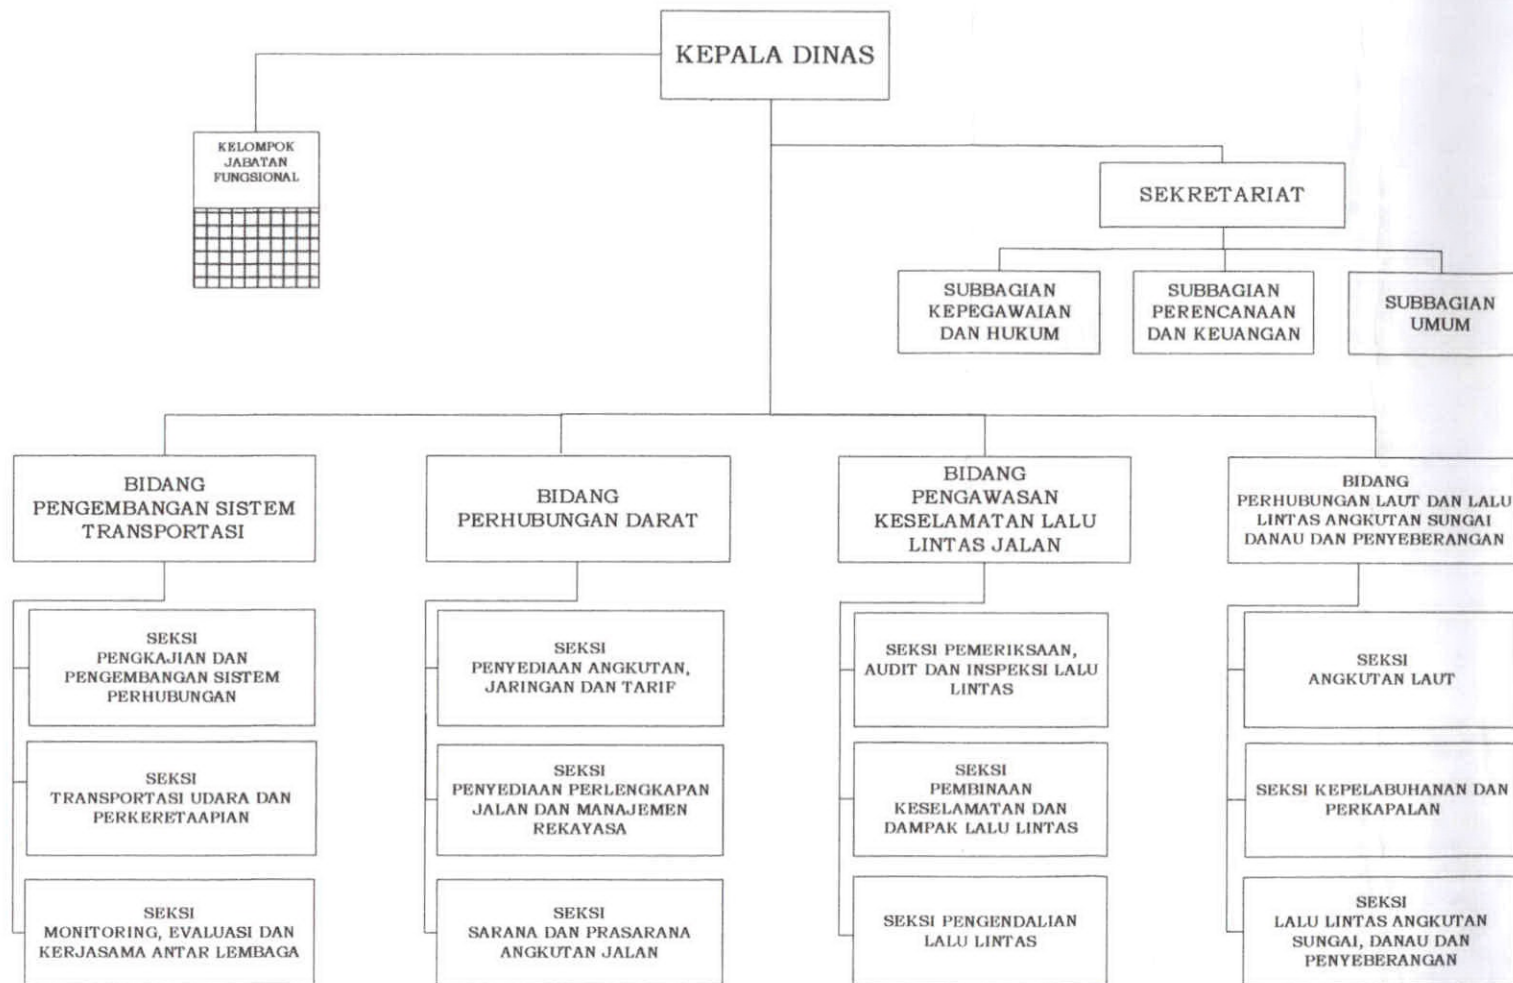 KEPALA DINAS
KELOMPOK
JABATAN
FUNGSIONAL
SEKRETARIAT
SUBBAGIAN
KEPEGAWAIAN
DAN HUKUM
SUBBAGIAN
PERENCANAAN
DAN KEUANGAN
SUBBAGIAN
UMUM
BIDANG
PENGEMBANGAN SISTEM
TRANSPORTASI
BIDANG
PERHUBUNGAN DARAT
BIDANG
PENGAWASAN
KESELAMATAN LALU
LINTAS JALAN
BIDANG
PERHUBUNGAN LAUT DAN LALU
LINTAS ANGKUTAN SUNGAI
DANAU DAN PENYEBERANGAN
SEKSI
PENGKAJIAN DAN
PENGEMBANGAN SISTEM
PERHUBUNGAN
SEKSI
PENYEDIAAN ANGKUTAN,
JARINGAN DAN TARIF
SEKSI PEMERIKSAAN,
AUDIT DAN INSPEKSI LALU
LINTAS
SEKSI
ANGKUTAN LAUT
SEKSI
TRANSPORTASI UDARA DAN
PERKERETAAPIAN
SEKSI
PENYEDIAAN PERLENGKAPAN
JALAN DAN MANAJEMEN
REKAYASA
SEKSI
PEMBINAAN
KESELAMATAN DAN
DAMPAK LALU LINTAS
SEKSI KEPELABUHANAN DAN
PERKAPALAN
SEKSI
MONITORING, EVALUASI DAN
KERJASAMA ANTAR LEMBAGA
SEKSI
SARANA DAN PRASARANA
ANGKUTAN JALAN
SEKSI PENGENDALIAN
LALU LINTAS
SEKSI
LALU LINTAS ANGKUTAN
SUNGAI, DANAU DAN
PENYEBERANGAN